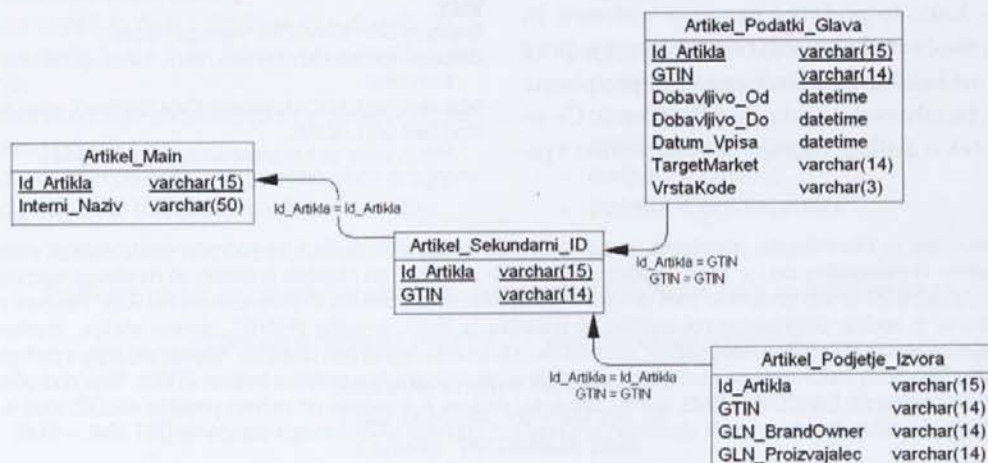 Artikel_Podatki_Glava
Id_Artikla varchar(15)
GTIN varchar(14)
Dobavljivo_Od datetime
Dobavljivo_Do datetime
Datum_Vpisa datetime
TargetMarket varchar(14)
VrstaKode varchar(3)
Artikel_Main
Id_Artikla varchar(15)
Interni_Naziv varchar(50)
Id_Artikla = Id_Artikla
Artikel_Sekundarni_ID
Id_Artikla varchar(15)
GTIN varchar(14)
Id_Artikla = GTIN
GTIN = GTIN
Id_Artikla = Id_Artikla
GTIN = GTIN
Artikel_Podjetje_Izvora
Id_Artikla varchar(15)
GTIN varchar(14)
GLN_BrandOwner varchar(14)
GLN_Proizvajalec varchar(14)